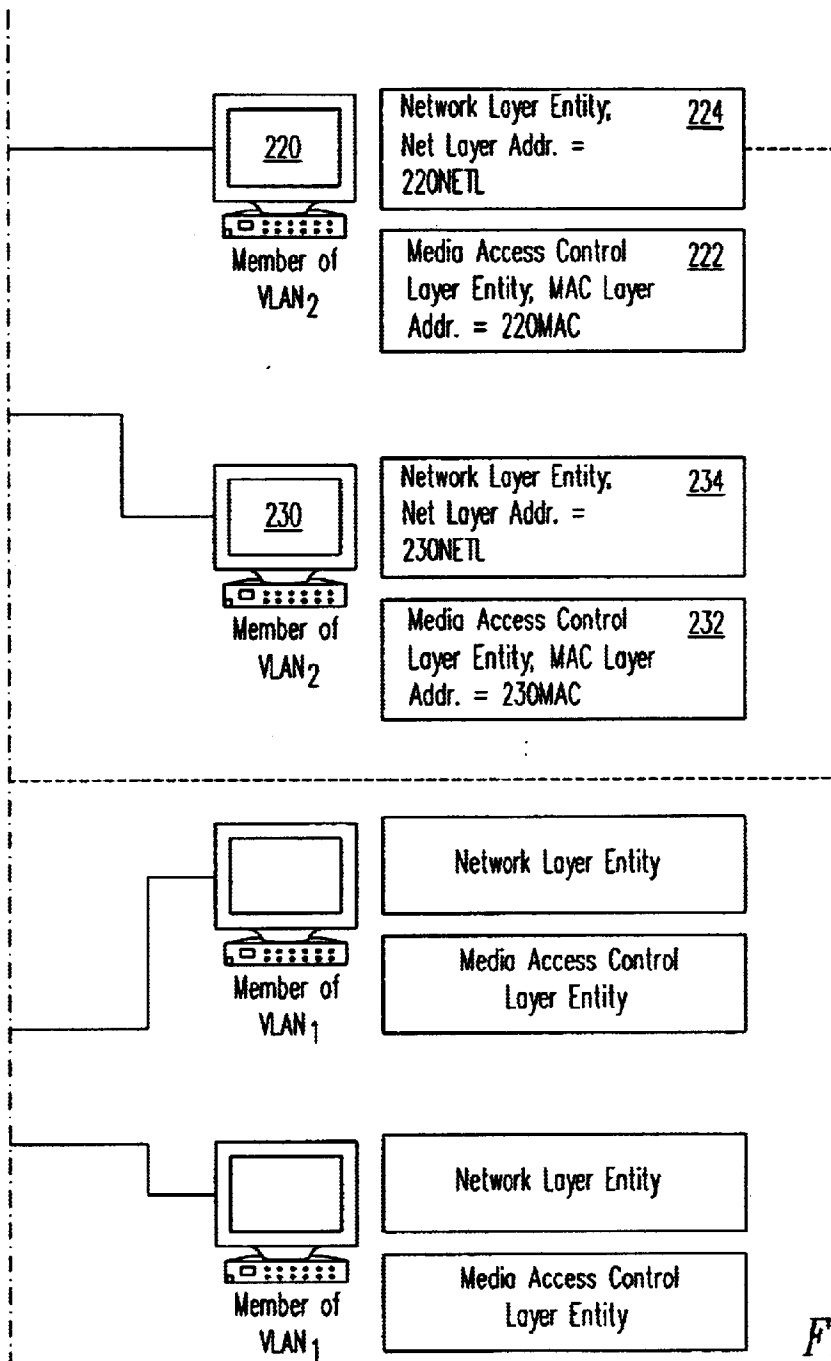 Network Layer Entity; 224
220
Net Layer Addr. =
220NETL
Member of
VLAN2
Media Access Control 222
Layer Entity; MAC Layer
Addr. = 220MAC
Network Layer Entity; 234
230
Net Layer Addr. =
230NETL
Member of
VLAN2
Media Access Control 232
Layer Entity; MAC Layer
Addr. = 230MAC
Network Layer Entity
Media Access Control
Layer Entity
Member of
VLAN1
Network Layer Entity
Media Access Control
Layer Entity
Member of
VLAN1
F